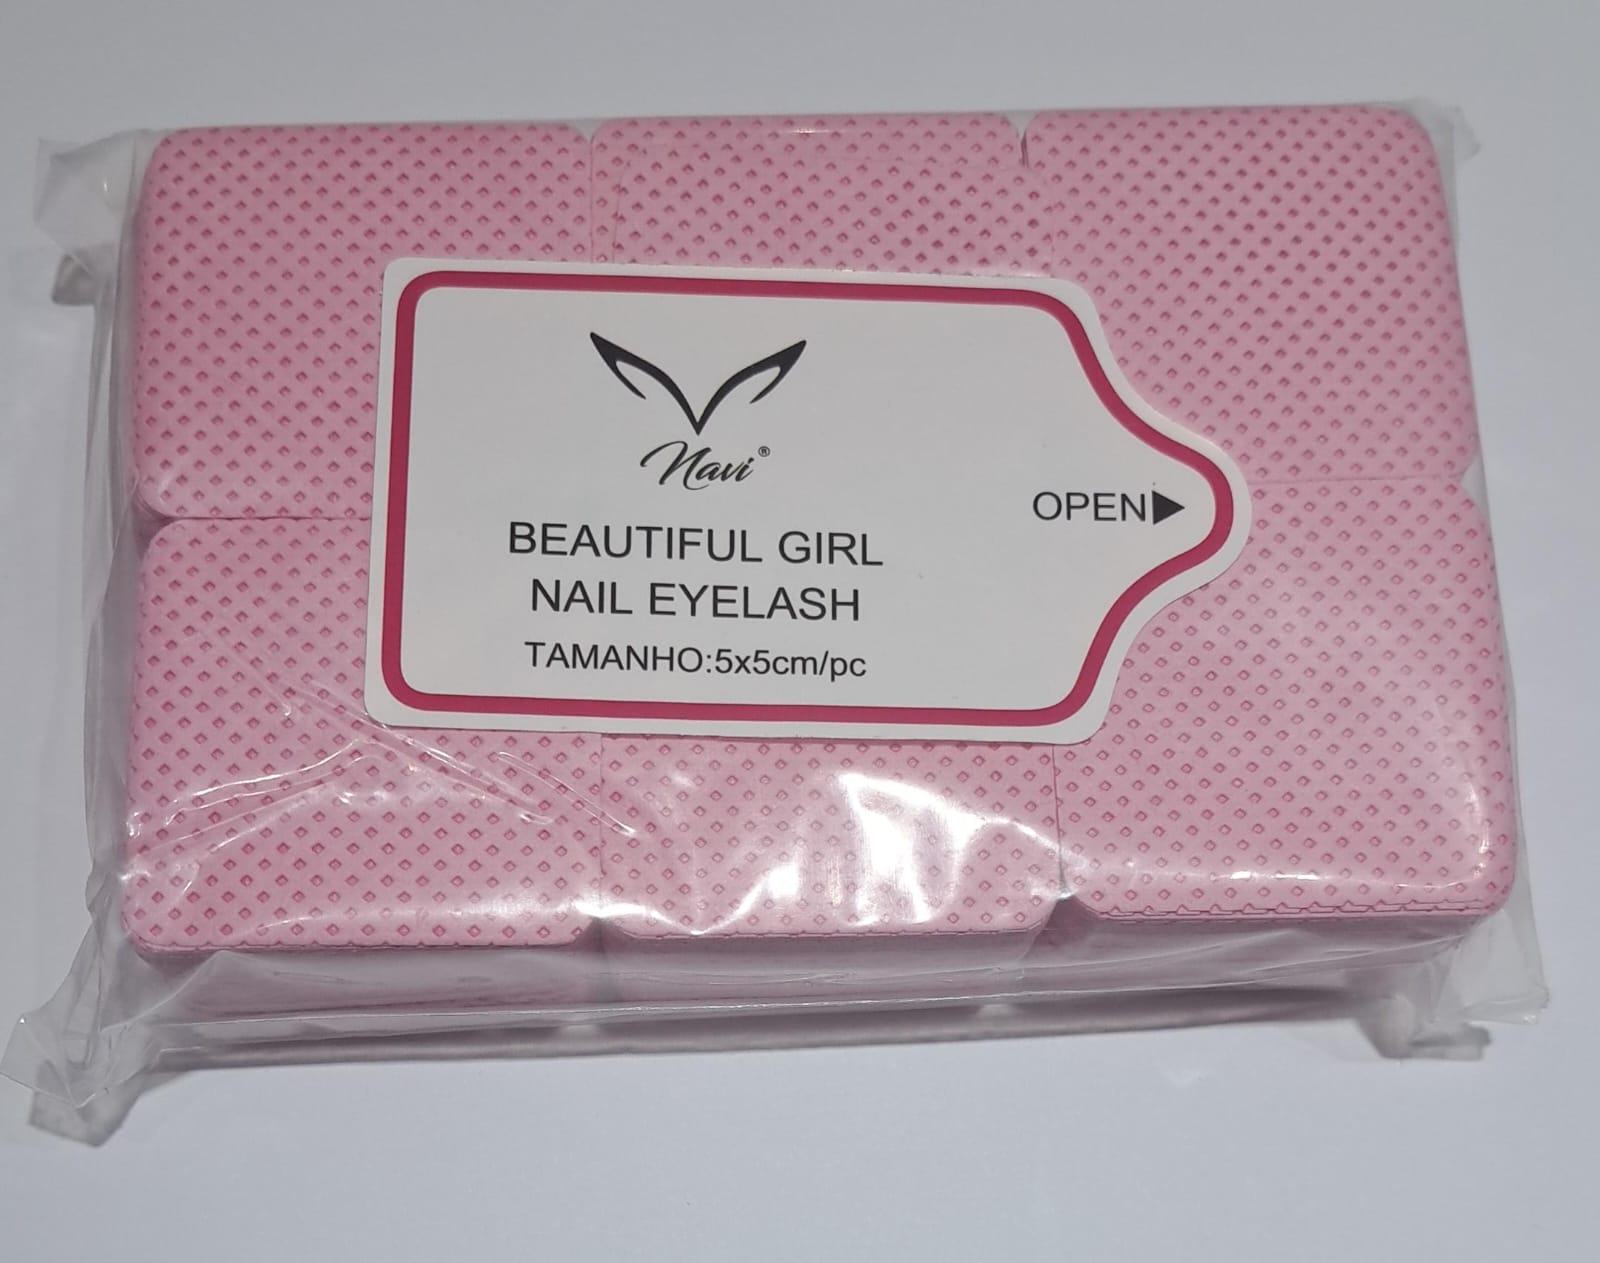 Navi®
OPEN▶
BEAUTIFUL GIRL
NAIL EYELASH
TAMANHO:5x5cm/pc